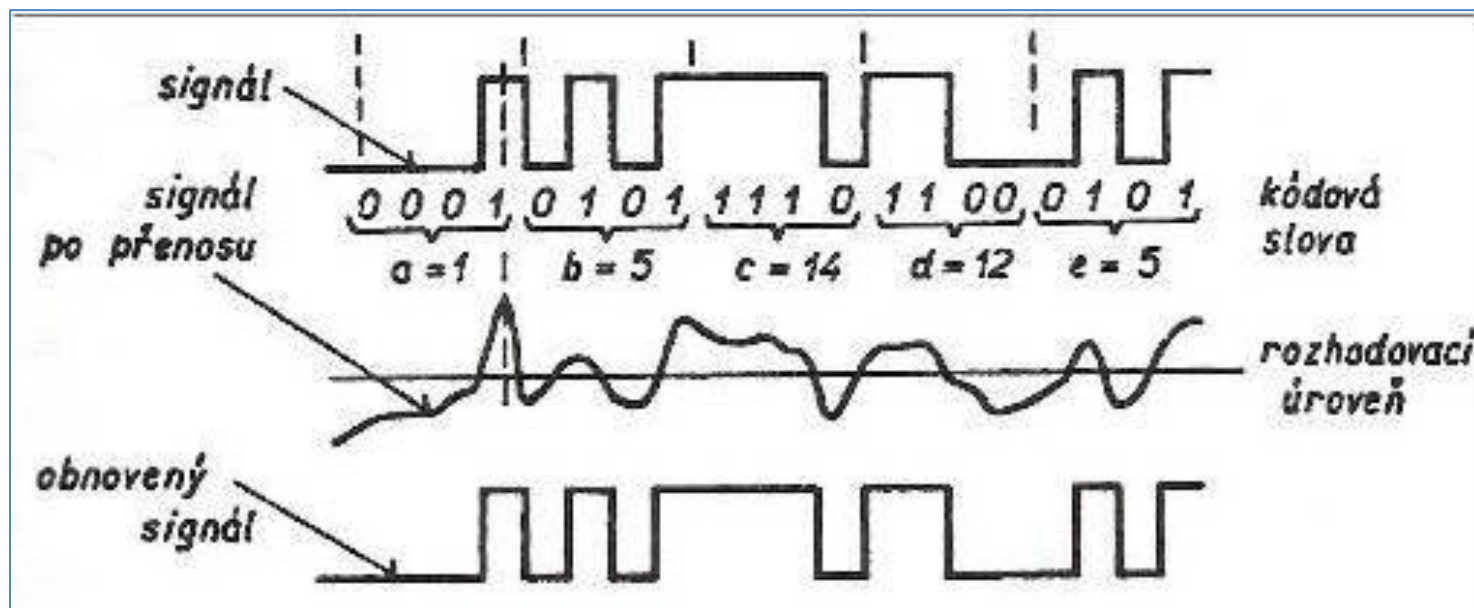 signál
signál
po přenosu
0 0 0 1 0 1 0 1 1 1 1 0 1 1 0 0 0 1 0 1
kódová
slova
a = 1 b = 5 c = 14 d = 12 e = 5
rozhodovací
úroveň
obnovený
signál